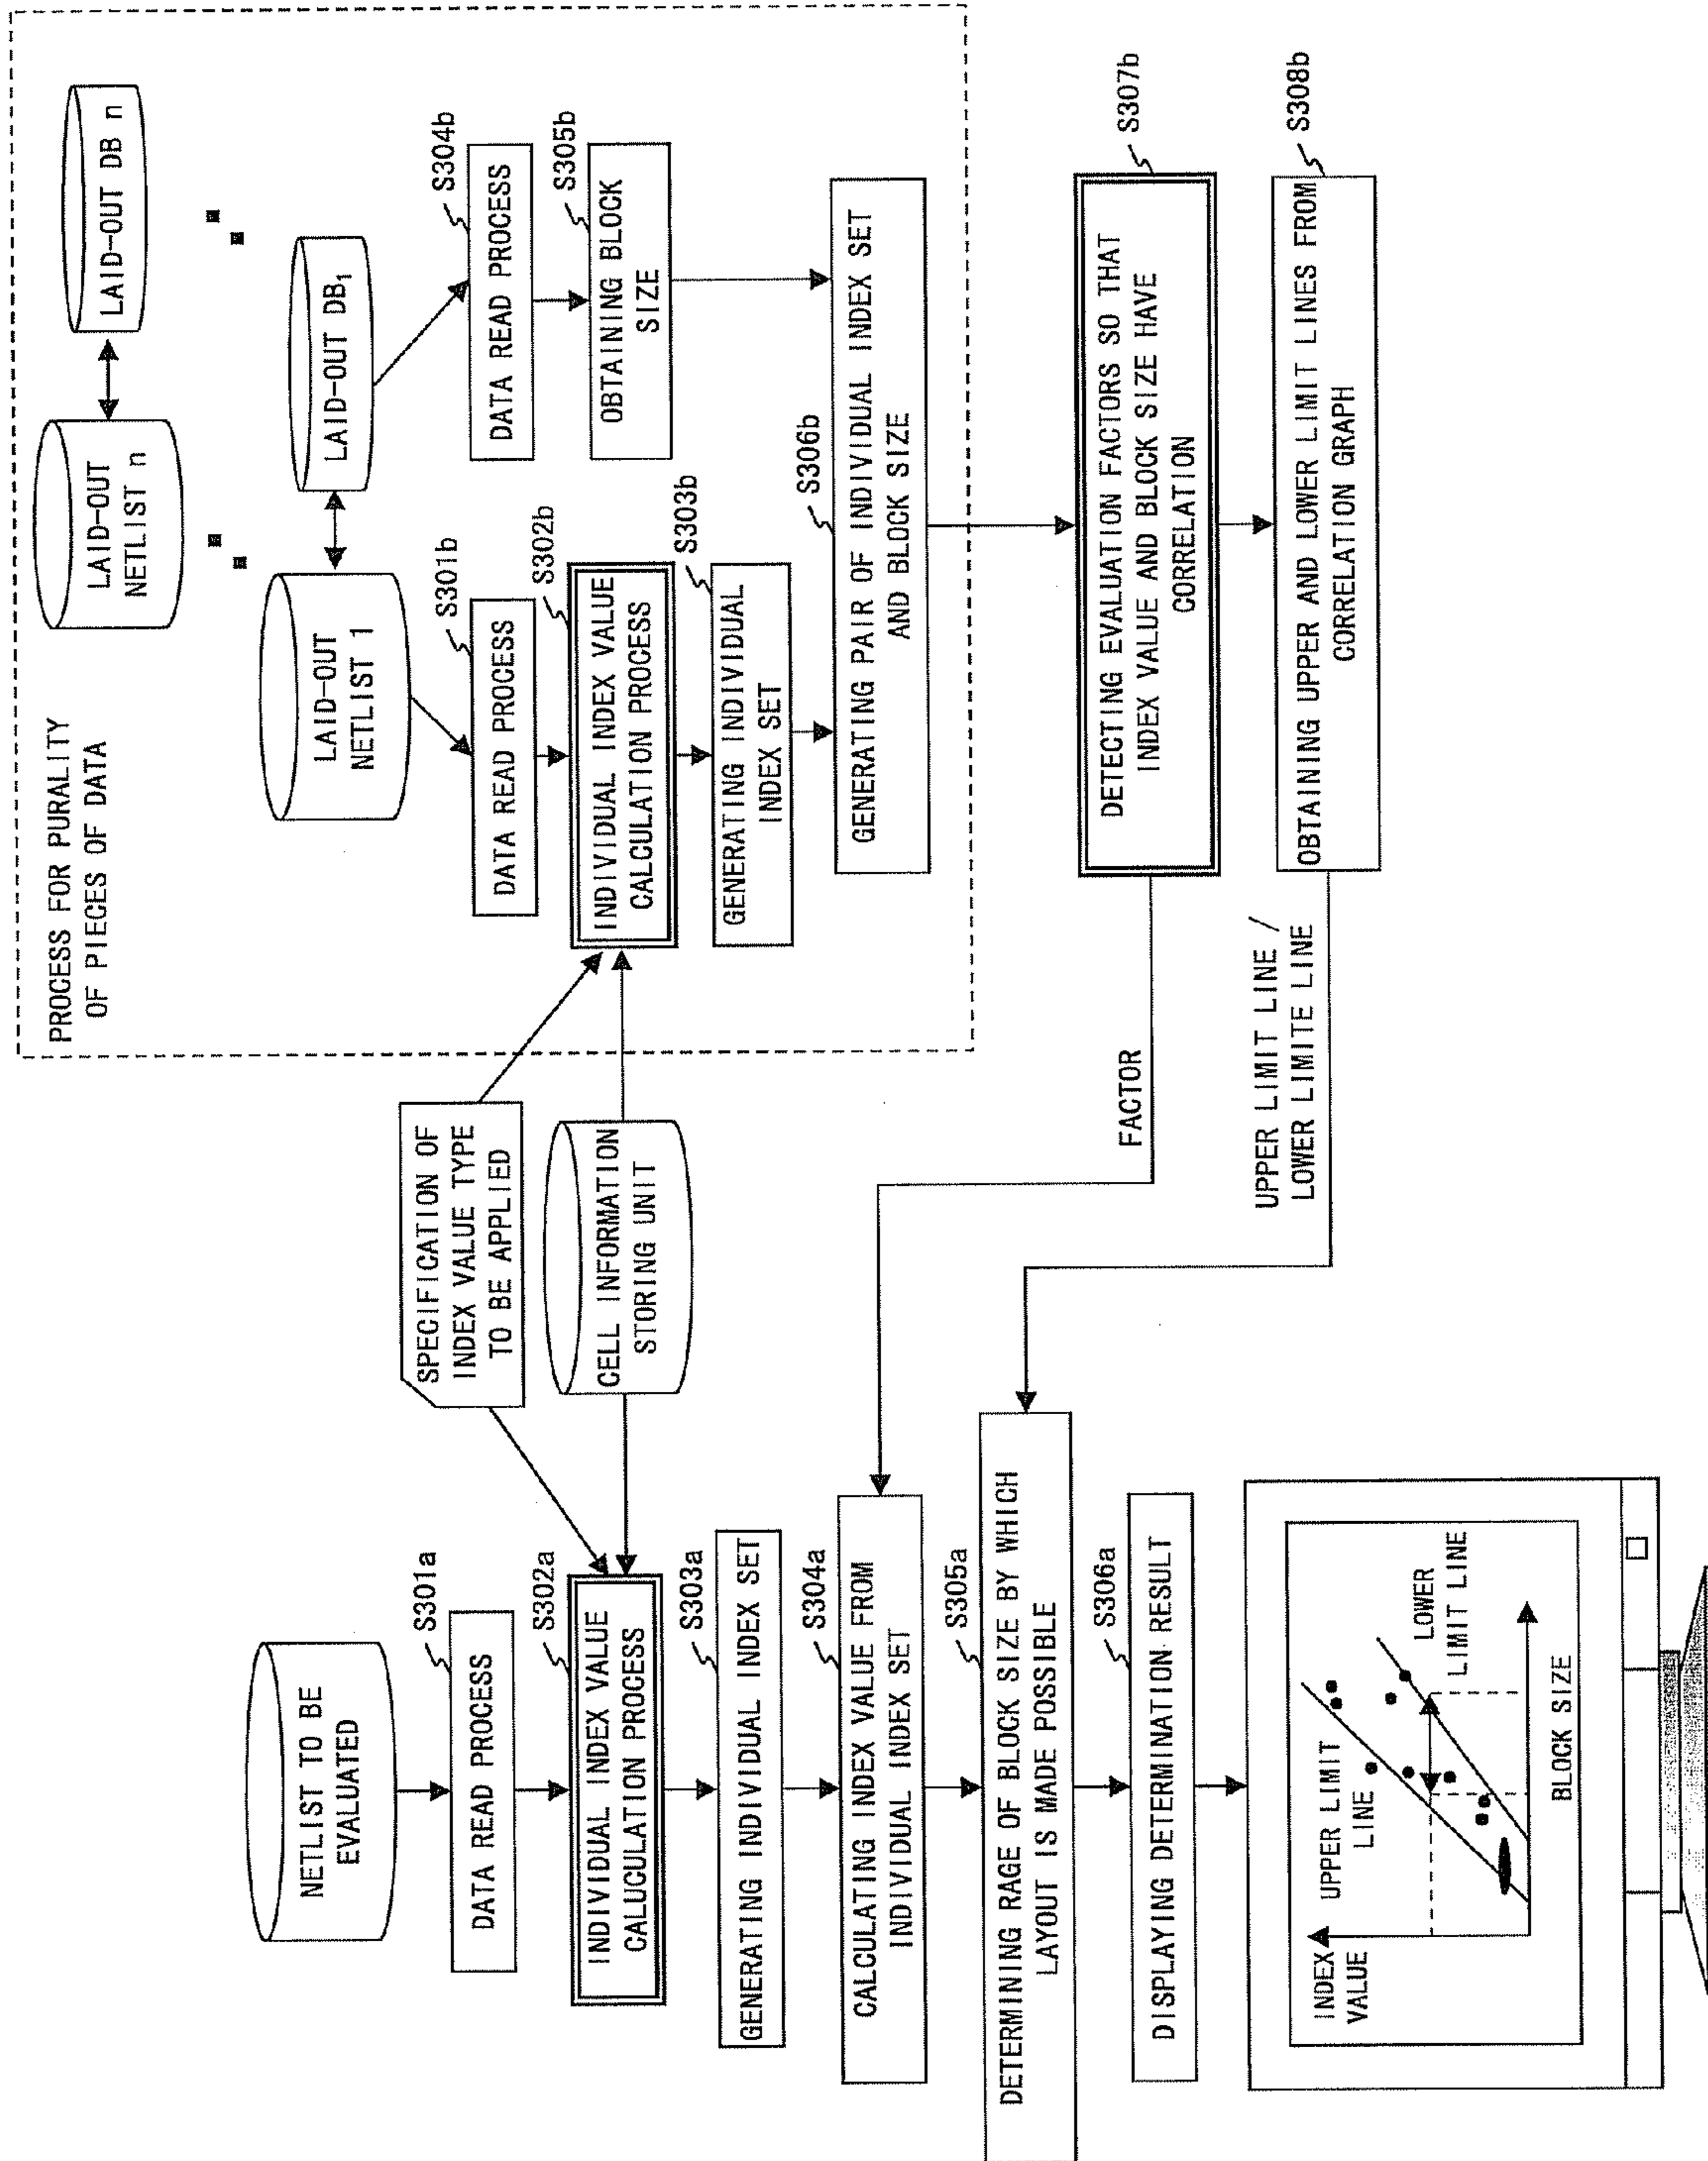 NETLIST TO BE
EVALUATED
S301a
DATA READ PROCESS
S302a
INDIVIDUAL INDEX VALUE
CALUCULATION PROCESS
S303a
GENERATING INDIVIDUAL INDEX SET
S304a
CALCULATING INDEX VALUE FROM
INDIVIDUAL INDEX SET
S305a
DETERMINING RAGE OF BLOCK SIZE BY WHICH
LAYOUT IS MADE POSSIBLE
S306a
DISPLAYING DETERMINATION RESULT
INDEX
VALUE
UPPER LIMIT
LINE
LOWER
LIMIT LINE
BLOCK SIZE
SPECIFICATION OF
INDEX VALUE TYPE
TO BE APPLIED
CELL INFORMATION
STORING UNIT
FACTOR
UPPER LIMIT LINE /
LOWER LIMITE LINE
PROCESS FOR PURALITY
OF PIECES OF DATA
LAID-OUT
NETLIST n
LAID-OUT DB n
LAID-OUT
NETLIST 1
LAID-OUT DB1
S301b
DATA READ PROCESS
S302b
INDIVIDUAL INDEX VALUE
CALCULATION PROCESS
S303b
GENERATING INDIVIDUAL
INDEX SET
S304b
DATA READ PROCESS
S305b
OBTAINING BLOCK
SIZE
S306b
GENERATING PAIR OF INDIVIDUAL INDEX SET
AND BLOCK SIZE
S307b
DETECTING EVALUATION FACTORS SO THAT
INDEX VALUE AND BLOCK SIZE HAVE
CORRELATION
S308b
OBTAINING UPPER AND LOWER LIMIT LINES FROM
CORRELATION GRAPH